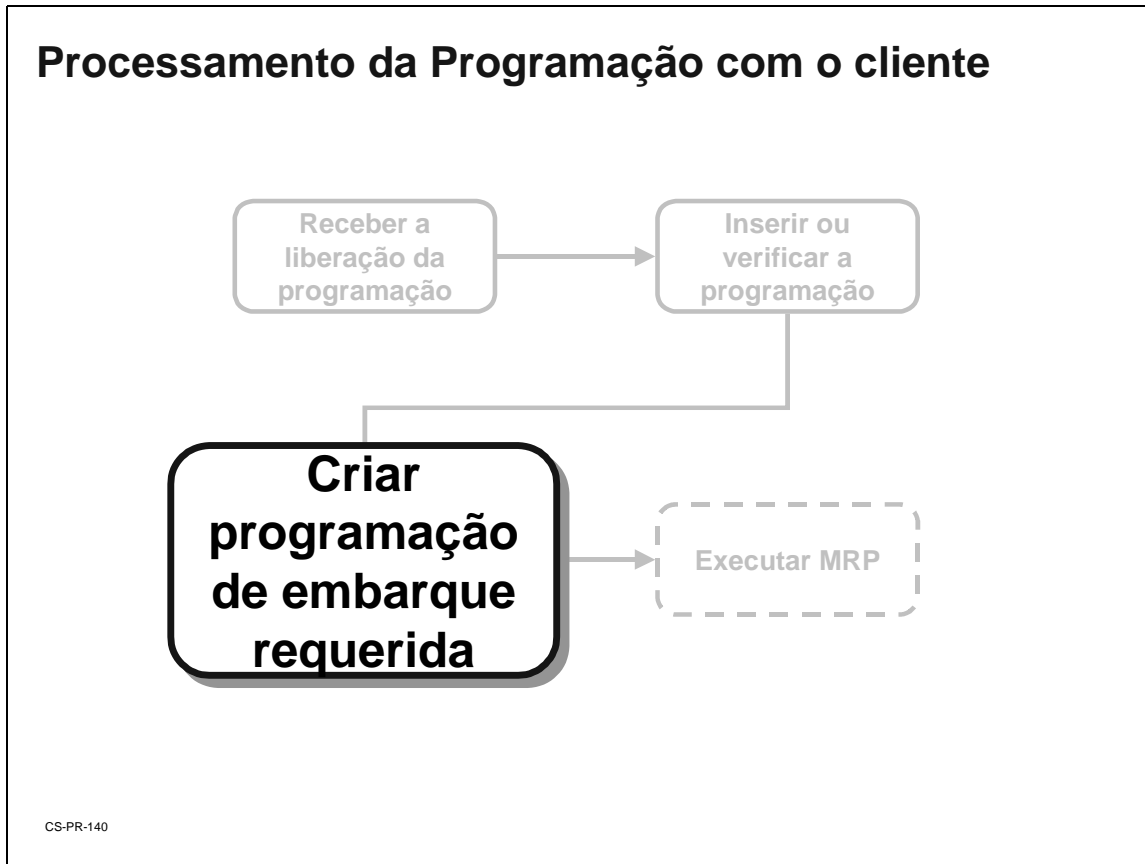 Processamento da Programação com o cliente
Receber a
liberação da
programação
Inserir ou
verificar a
programação
Criar
programação
de embarque
requerida
Executar MRP
CS-PR-140